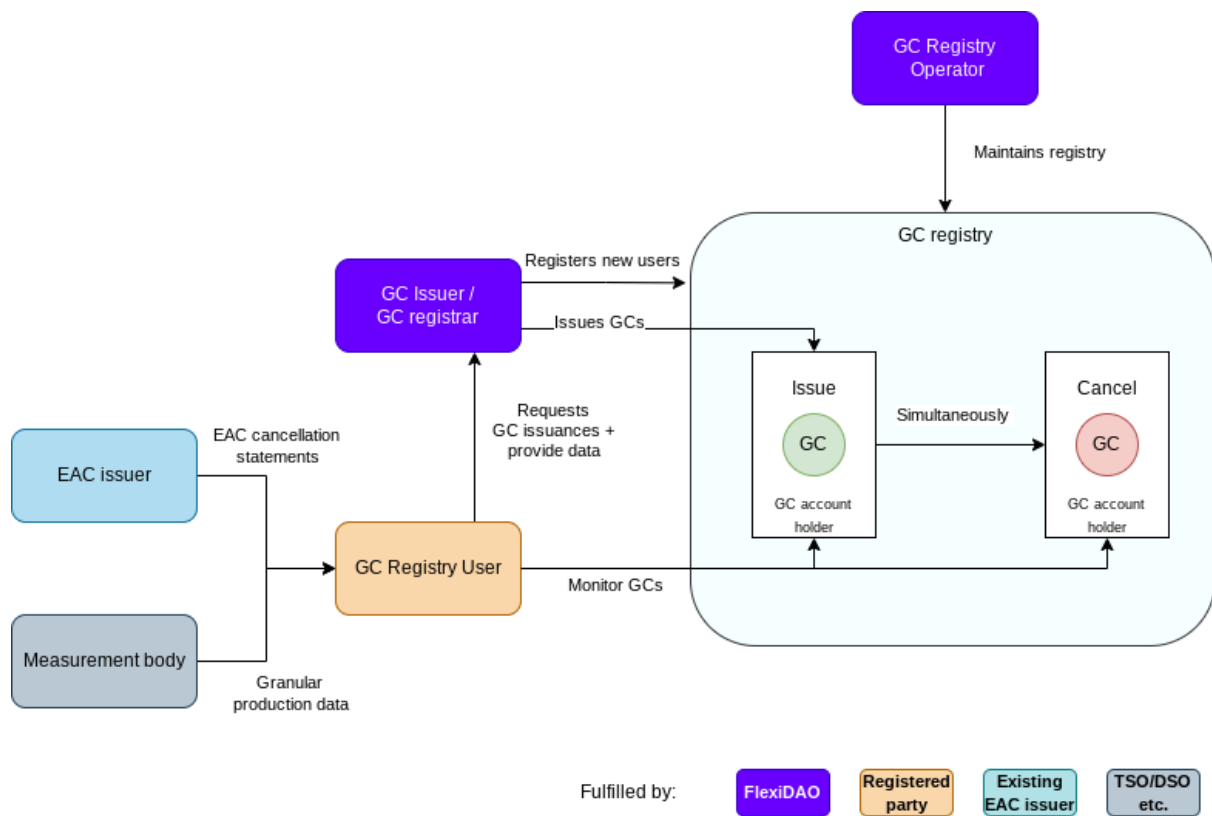 GC Registry
Operator
Maintains registry
GC registry
GC Issuer /
GC registrar
Registers new users
Issues GCs
Issue
GC
GC account
holder
Simultaneously
Cancel
GC
GC account
holder
Requests
GC issuances +
provide data
EAC issuer
EAC cancellation
statements
GC Registry User
Monitor GCs
Measurement body
Granular
production data
Fulfilled by:
FlexiDAO
Registered
party
Existing
EAC issuer
TSO/DSO
etc.